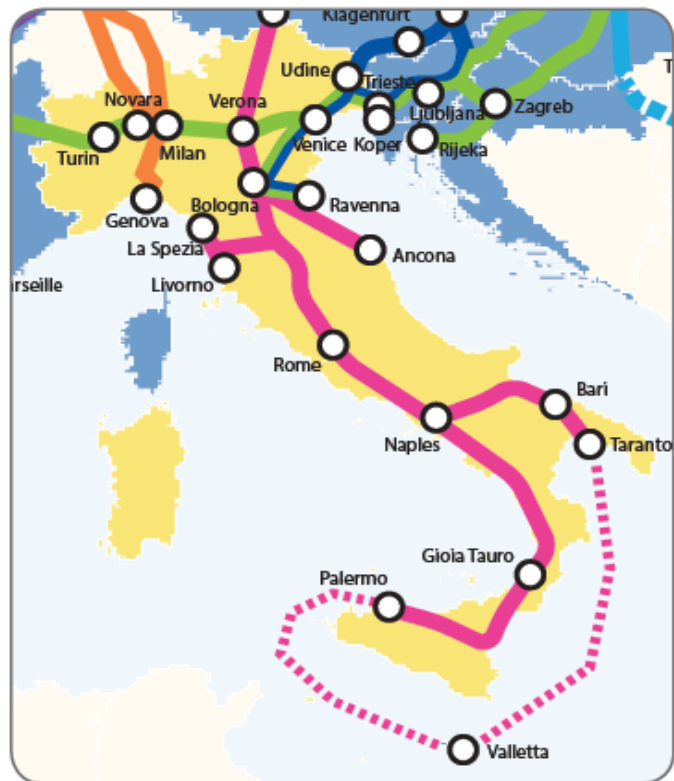 Klagenfurt
Udine
Trieste
Novara
Verona
Ljubljana
Zagreb
Turin
Milan
Venice
Koper
Rijeka
Genova
Bologna
Ravenna
La Spezia
Ancona
arseille
Livorno
Rome
Bari
Naples
Taranto
Gioia Tauro
Palermo
Valletta
T